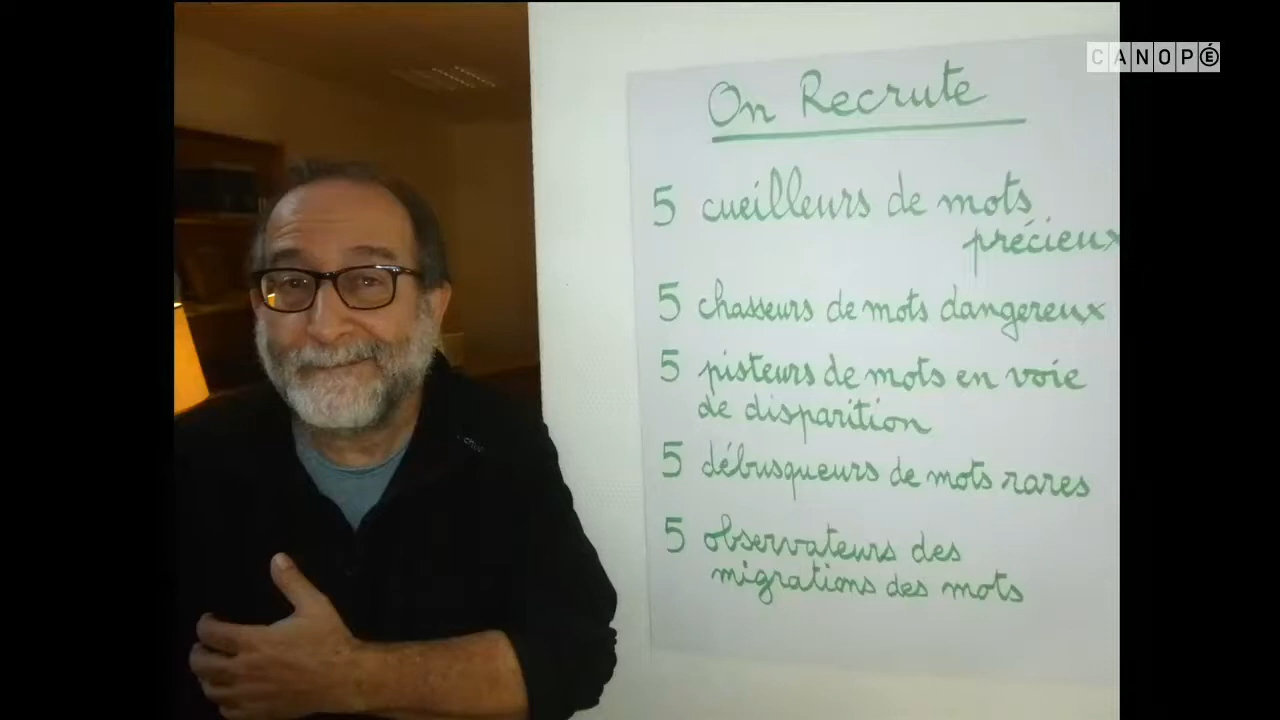 CANOPÉ
On Recrute
5 cueilleurs de mots
précieux
5 chasseurs de mots dangereux
5 pisteurs de mots en voie
de disparition
5 débusqueurs de mots rares
5 observateurs des
migrations des mots